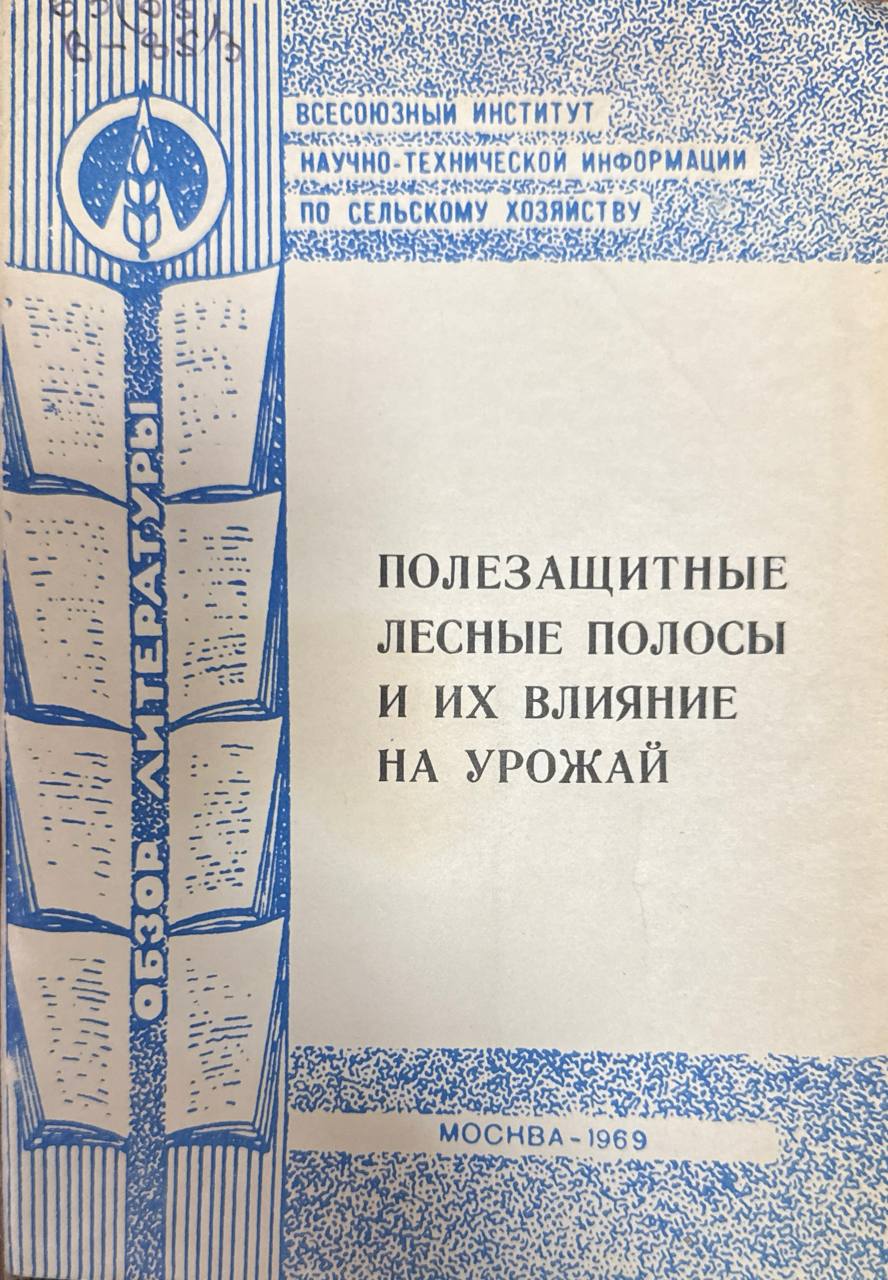 ВСЕСОЮЗНЫЙ ИНСТИТУТ
НАУЧНО-ТЕХНИЧЕСКОЙ ИНФОРМАЦИИ
ПО СЕЛЬСКОМУ ХОЗЯЙСТВУ
ОБЗОР ЛИТЕРАТУРЫ
ПОЛЕЗАЩИТНЫЕ
ЛЕСНЫЕ ПОЛОСЫ
И ИХ ВЛИЯНИЕ
НА УРОЖАЙ
МОСКВА - 1969